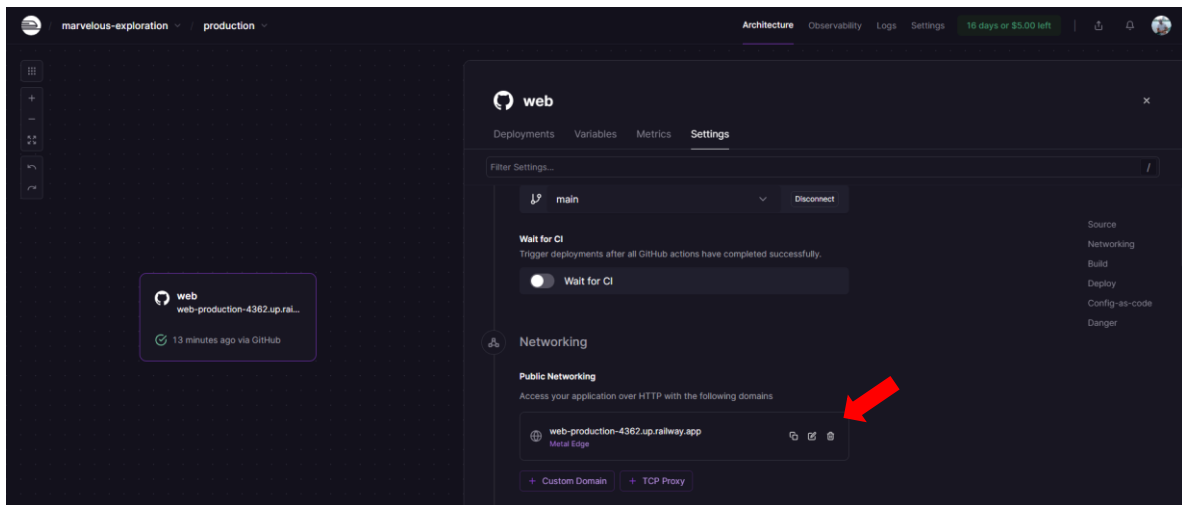 / marvelous-exploration / production
Architecture Observability Logs Settings 16 days or $5.00 left
web
Deployments Variables Metrics Settings
Filter Settings... /
main Disconnect
Wait for CI
Trigger deployments after all GitHub actions have completed successfully.
Wait for CI
Source
Networking
Build
Deploy
Config-as-code
Danger
web
web-production-4362.up.rai...
13 minutes ago via GitHub
Networking
Public Networking
Access your application over HTTP with the following domains
web-production-4362.up.railway.app
Metal Edge
+ Custom Domain + TCP Proxy